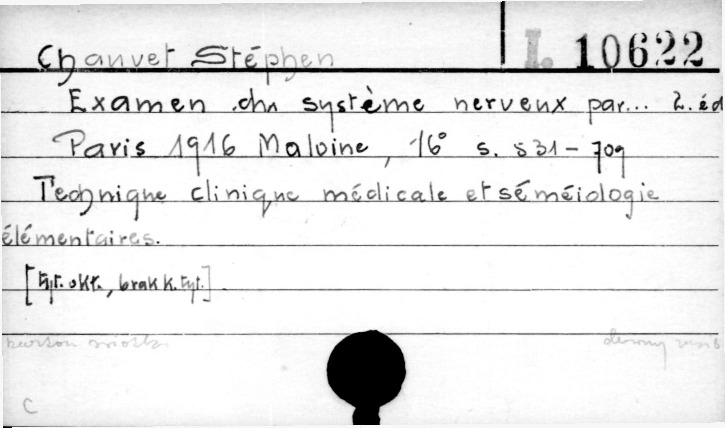 Chauvet Stéphen I. 10622
Examen du système nerveux par... 2. éd
Paris 1916 Maloine, 16° s. 531-709
Technique clinique médicale et séméiologie
élémentaires.
[tyt. okł., brak k. tyt.]
C